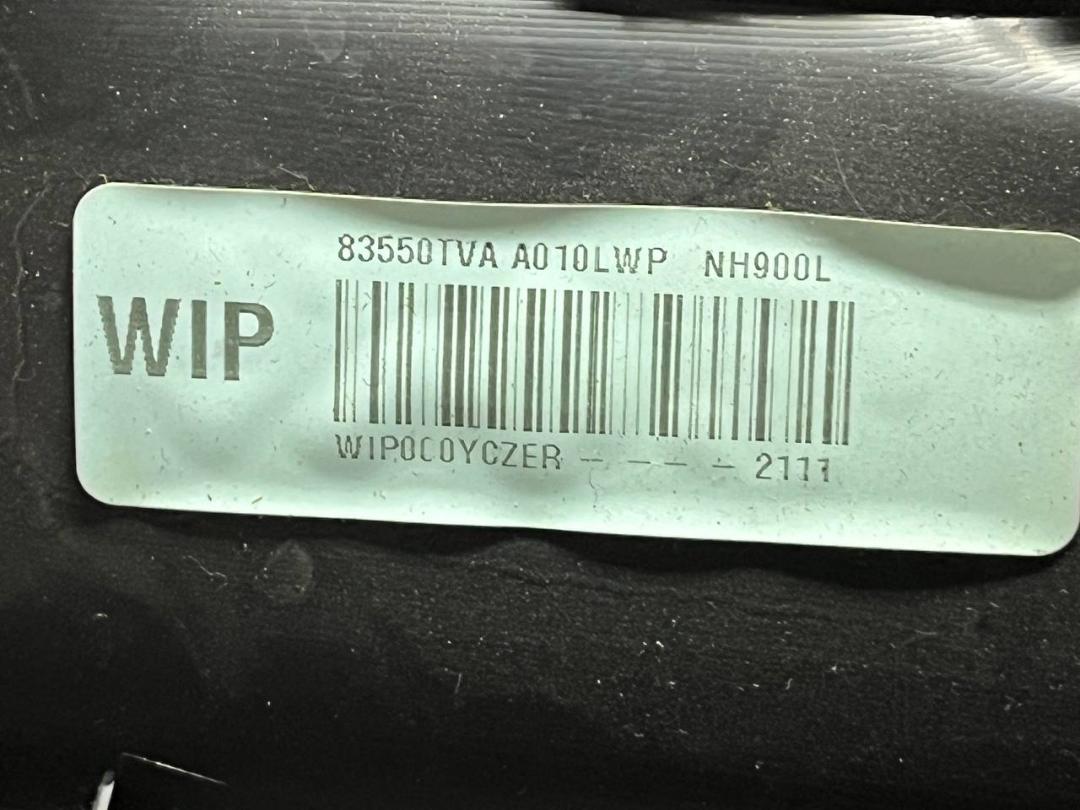 83550TVA A010LWP NH900L
WIP
WIP0C0YCZER - - - - 2111